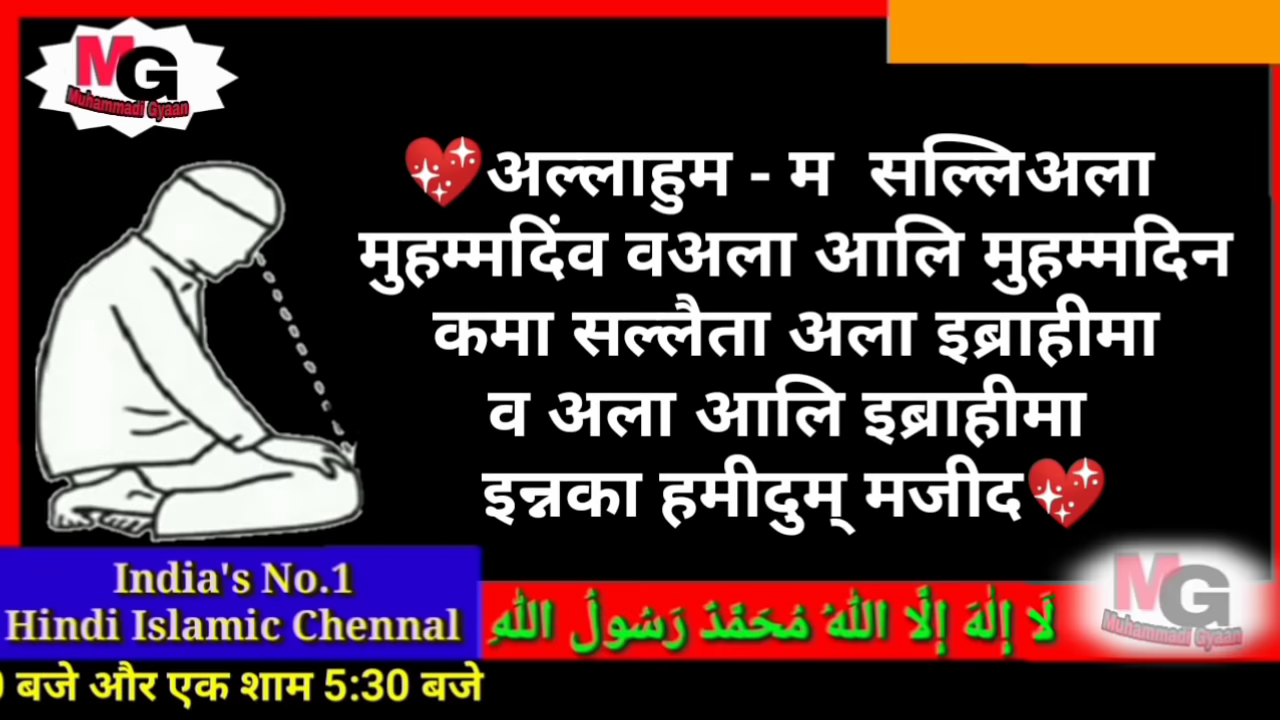 MG
Muhammadi Gyaan
💖अल्लाहुम - म सल्लिअला
मुहम्मदिंव वअला आलि मुहम्मदिन
कमा सल्लैता अला इब्राहीमा
व अला आलि इब्राहीमा
इन्नका हमीदुम् मजीद💖
India's No.1
Hindi Islamic Chennal
لَا إِلٰهَ إِلَّا اللّٰهُ مُحَمَّدٌ رَسُولُ اللّٰهِ
MG
Muhammadi Gyaan
बजे और एक शाम 5:30 बजे